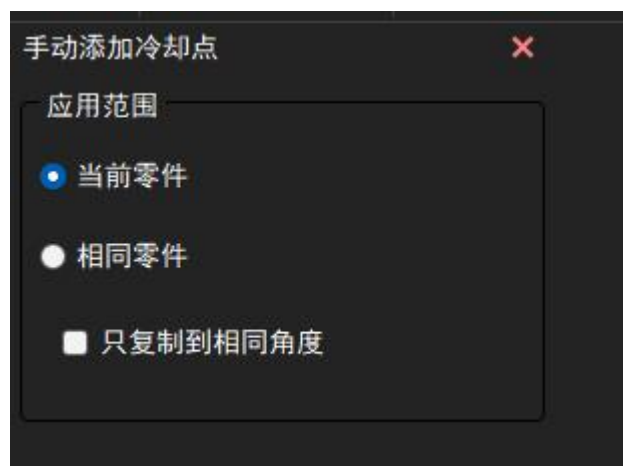 手动添加冷却点
应用范围
当前零件
相同零件
只复制到相同角度